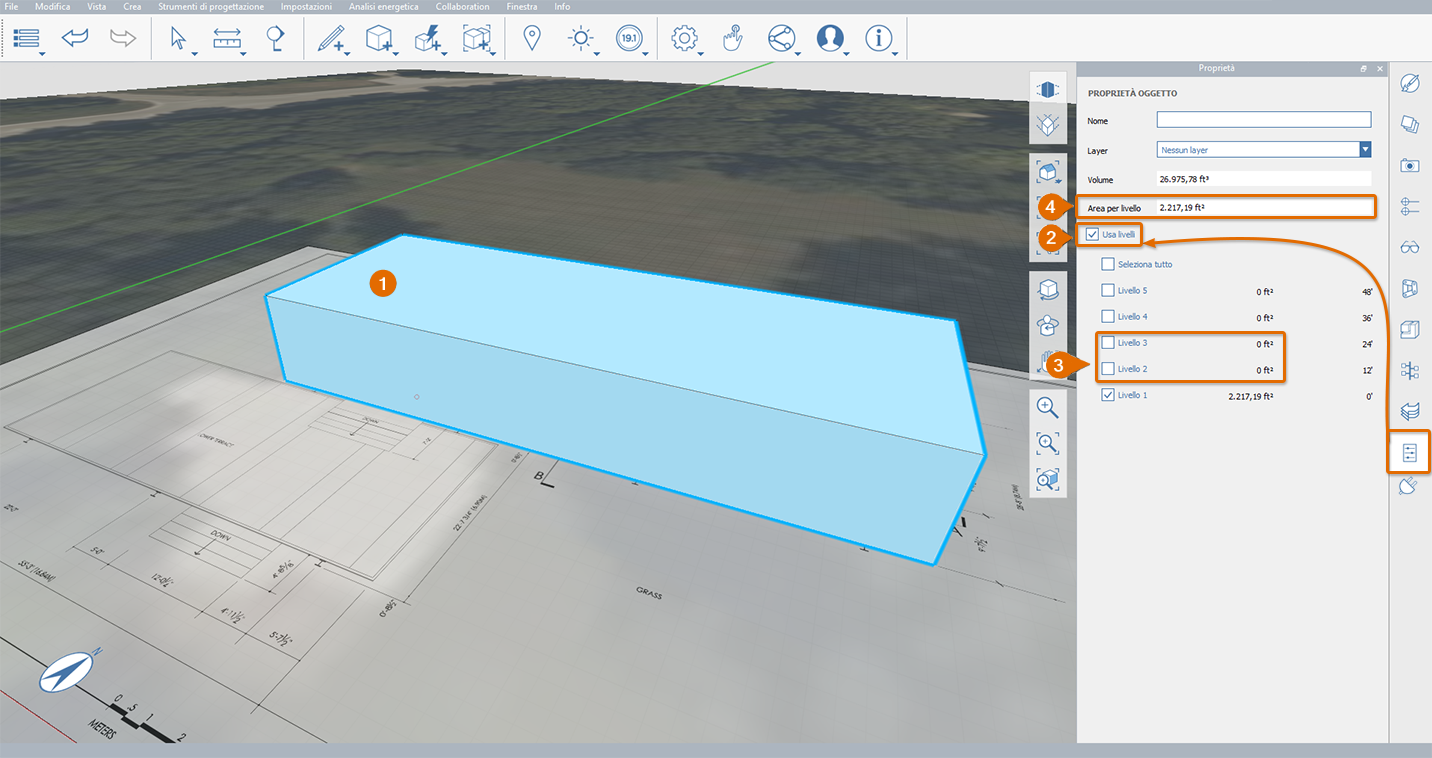 File Modifica Vista Crea Strumenti di progettazione Impostazioni Analisi energetica Collaboration Finestra Info
19.1
Proprietà
PROPRIETÀ OGGETTO
Nome
Layer Nessun layer
Volume 26.975,78 ft³
4 Area per livello 2.217,19 ft²
2 Usa livelli
Seleziona tutto
Livello 5 0 ft² 48'
Livello 4 0 ft² 36'
Livello 3 0 ft² 24'
3
Livello 2 0 ft² 12'
Livello 1 2.217,19 ft² 0'
1
DOWN
LOWER TERRACE
B
DOWN
GRASS
N
0 .5 1 2
METERS